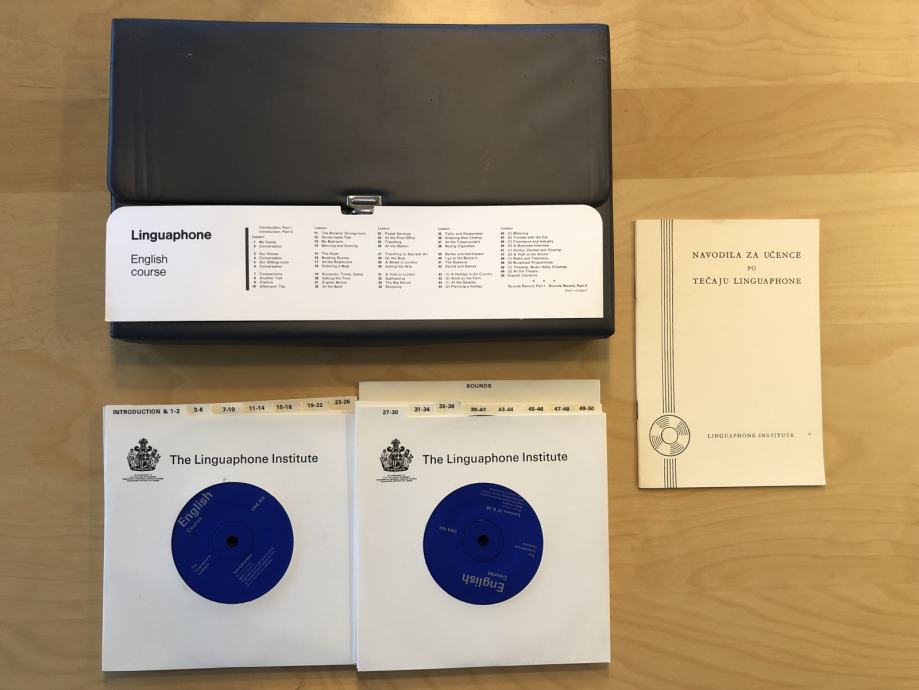 Linguaphone
English
course
Introduction, Part I
Introduction, Part II
Lesson
1 My Family
2 Conversation
3 Our House
4 Conversation
5 Our Sitting-room
6 Conversation
7 Comparisons
8 Another Talk
9 Visitors
10 Afternoon Tea
Lesson
11 The Browns' Dining-room
12 Dinner-table Talk
13 My Bedroom
14 Morning and Evening
15 The Hotel
16 Booking Rooms
17 At the Restaurant
18 Ordering a Meal
19 Numbers, Times, Dates
20 Asking the Time
21 English Money
22 At the Bank
Lesson
23 Postal Services
24 At the Post Office
25 Travelling
26 At the Station
27 Travelling by Sea and Air
28 On the Boat
29 A Street in London
30 Asking the Way
31 A Visit to London
32 Sightseeing
33 The Big Stores
34 Shopping
Lesson
35 Tailor and Dressmaker
36 Ordering New Clothes
37 At the Tobacconist's
38 Buying Cigarettes
39 Barber and Hairdresser
40 I go to the Barber's
41 The Seasons
42 Sports and Games
43 (1) A Holiday in the Country
43 (2) Work on the Farm
44 (1) At the Seaside
44 (2) Planning a Holiday
Lesson
45 (1) Motoring
45 (2) Trouble with the Car
46 (1) Commerce and Industry
46 (2) A Business Interview
47 (1) Doctor, Dentist and Chemist
47 (2) A Visit to the Doctor
48 (1) Radio and Television
48 (2) Broadcast Programmes
49 (1) Theatre, Music Halls, Cinemas
49 (2) At the Theatre
50 English Literature
Sounds Record, Part I Sounds Record, Part II
Made in England
NAVODILA ZA UČENCE
PO
TEČAJU LINGUAPHONE
LINGUAPHONE INSTITUTE
SOUNDS
INTRODUCTION & 1-2 3-6 7-10 11-14 15-18 19-22 23-26
27-30 31-34 35-38 39-42 43-44 45-46 47-48 49-50
The Linguaphone Institute
English
Course
The Linguaphone Institute
English
Course